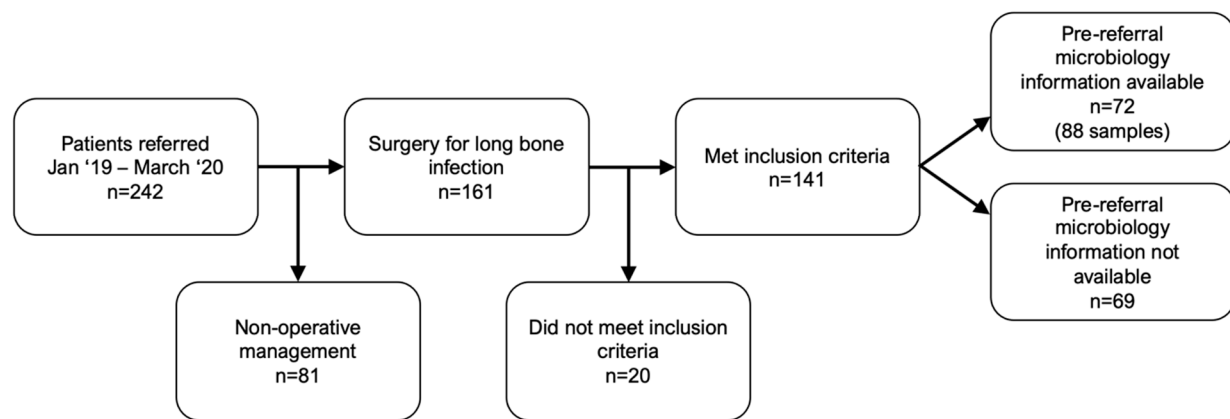 Patients referred
Jan ‘19 – March ‘20
n=242
Surgery for long bone
infection
n=161
Met inclusion criteria
n=141
Pre-referral
microbiology
information available
n=72
(88 samples)
Pre-referral
microbiology
information not
available
n=69
Non-operative
management
n=81
Did not meet inclusion
criteria
n=20